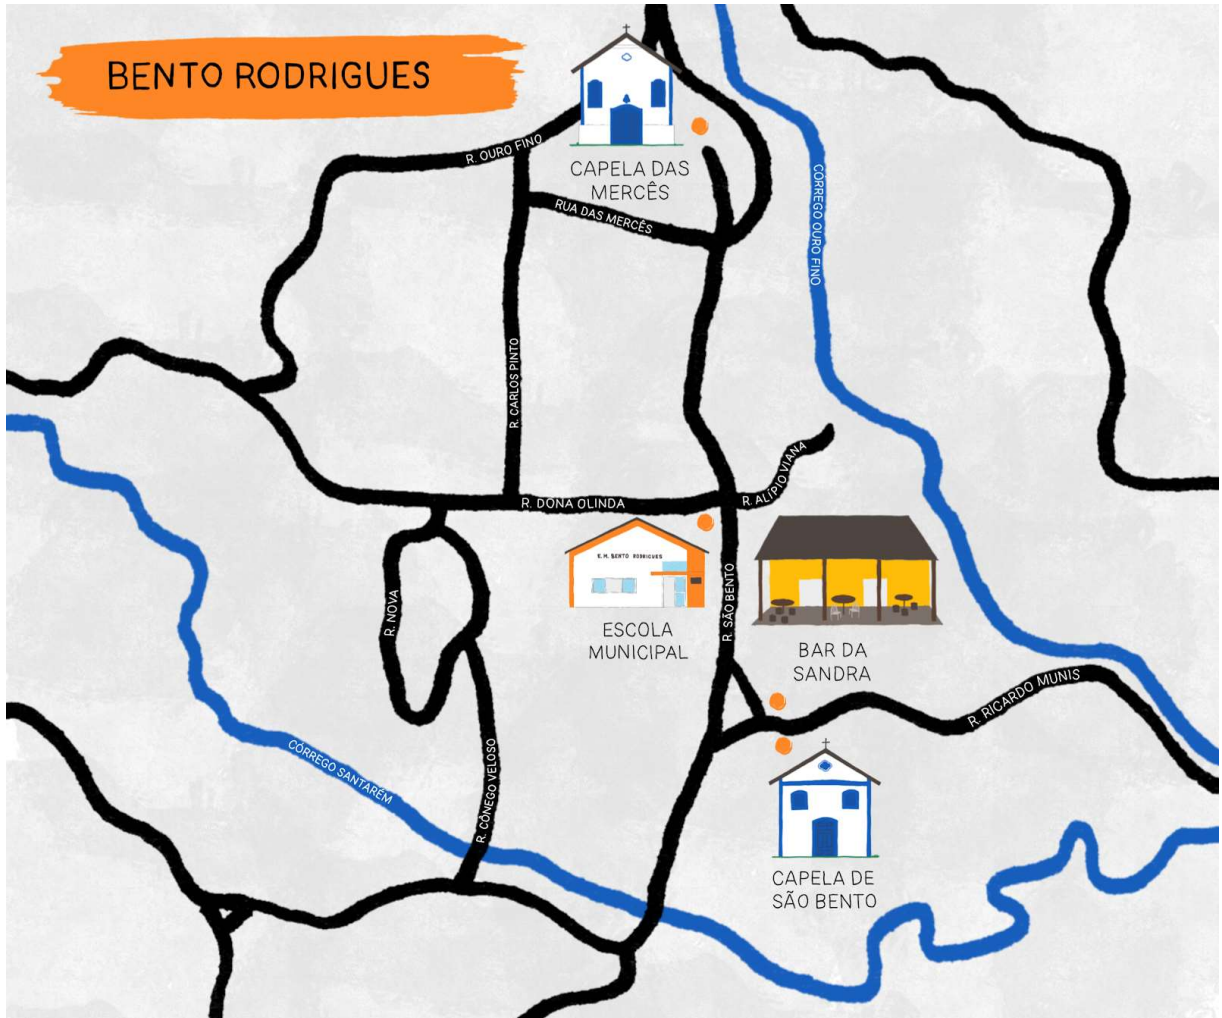 BENTO RODRIGUES
R. OURO FINO
CAPELA DAS
MERCÊS
RUA DAS MERCÊS
CORREGO OURO FINO
R. CARLOS PINTO
R. DONA OLINDA
R. ALÍPIO VIANA
E. M. BENTO RODRIGUES
R. NOVA
R. SÃO BENTO
ESCOLA
MUNICIPAL
BAR DA
SANDRA
R. RICARDO MUNIS
CÓRREGO SANTARÉM
R. CÔNEGO VELOSO
CAPELA DE
SÃO BENTO